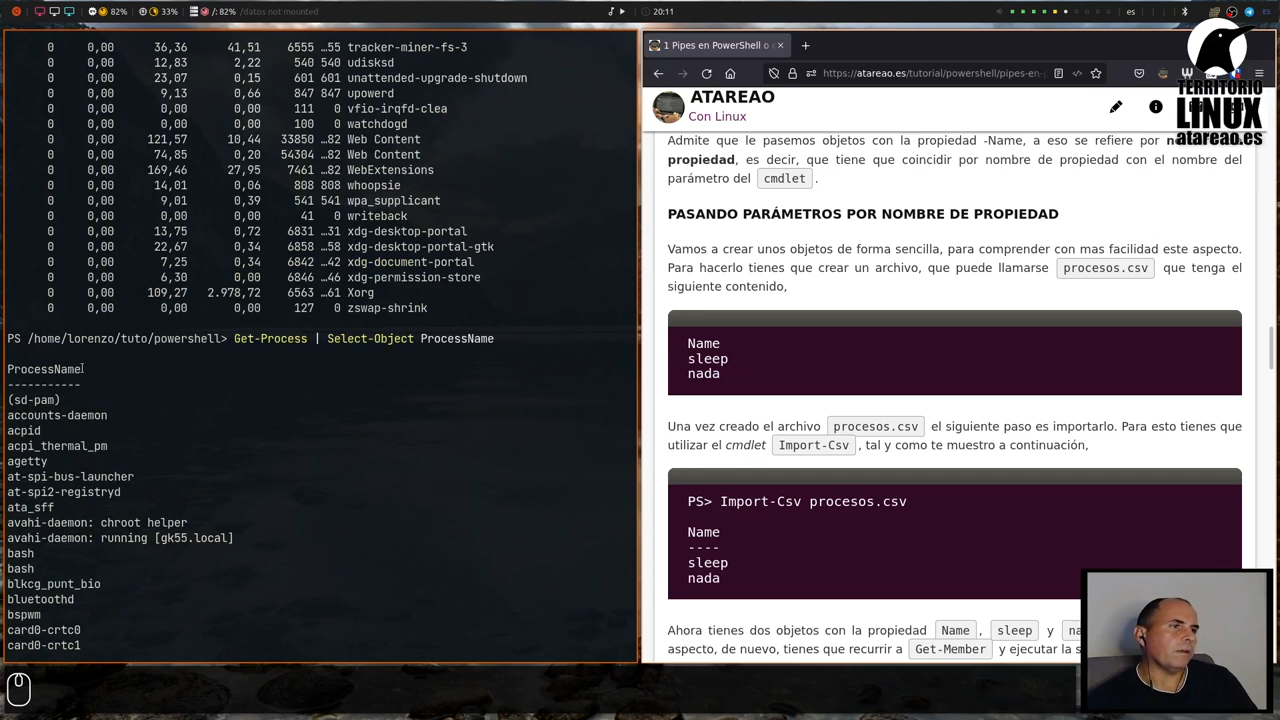 82% 33% /: 82% /datos not mounted
20:11
es
ES
0 0,00 36,36 41,51 6555 …55 tracker-miner-fs-3
0 0,00 12,83 2,22 540 540 udisksd
0 0,00 23,07 0,15 601 601 unattended-upgrade-shutdown
0 0,00 9,13 0,66 847 847 upowerd
0 0,00 0,00 0,00 111 0 vfio-irqfd-clea
0 0,00 0,00 0,00 100 0 watchdogd
0 0,00 121,57 10,44 33850 …82 Web Content
0 0,00 74,85 0,20 54304 …82 Web Content
0 0,00 169,46 27,95 7461 …82 WebExtensions
0 0,00 14,01 0,06 808 808 whoopsie
0 0,00 9,01 0,39 541 541 wpa_supplicant
0 0,00 0,00 0,00 41 0 writeback
0 0,00 13,75 0,72 6831 …31 xdg-desktop-portal
0 0,00 22,67 0,34 6858 …58 xdg-desktop-portal-gtk
0 0,00 7,25 0,34 6842 …42 xdg-document-portal
0 0,00 6,30 0,00 6846 …46 xdg-permission-store
0 0,00 109,27 2.978,72 6563 …61 Xorg
0 0,00 0,00 0,00 127 0 zswap-shrink
PS /home/lorenzo/tuto/powershell> Get-Process | Select-Object ProcessName
ProcessName
-----------
(sd-pam)
accounts-daemon
acpid
acpi_thermal_pm
agetty
at-spi-bus-launcher
at-spi2-registryd
ata_sff
avahi-daemon: chroot helper
avahi-daemon: running [gk55.local]
bash
bash
blkcg_punt_bio
bluetoothd
bspwm
card0-crtc0
card0-crtc1
1 Pipes en PowerShell o
https://atareao.es/tutorial/powershell/pipes-en-
TERRITORIO
LINUX
atareao.es
ATAREAO
Con Linux
Admite que le pasemos objetos con la propiedad -Name, a eso se refiere por
propiedad, es decir, que tiene que coincidir por nombre de propiedad con el nombre del
parámetro del cmdlet .
PASANDO PARÁMETROS POR NOMBRE DE PROPIEDAD
Vamos a crear unos objetos de forma sencilla, para comprender con mas facilidad este aspecto.
Para hacerlo tienes que crear un archivo, que puede llamarse procesos.csv que tenga el
siguiente contenido,
Name
sleep
nada
Una vez creado el archivo procesos.csv el siguiente paso es importarlo. Para esto tienes que
utilizar el cmdlet Import-Csv , tal y como te muestro a continuación,
PS> Import-Csv procesos.csv
Name
----
sleep
nada
Ahora tienes dos objetos con la propiedad Name , sleep y na
aspecto, de nuevo, tienes que recurrir a Get-Member y ejecutar la s